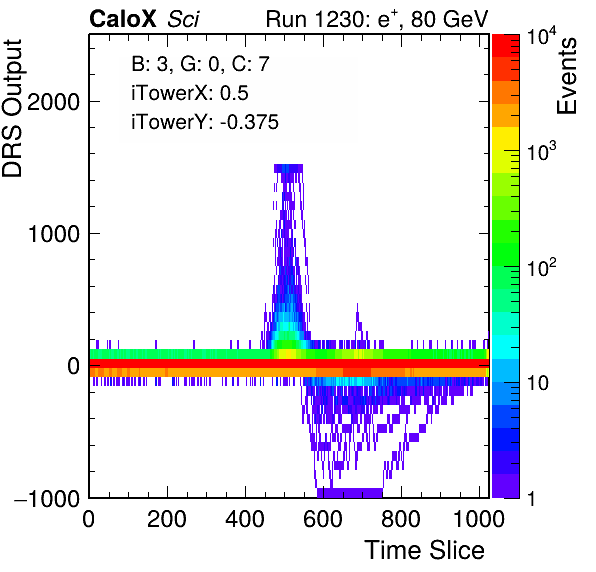 CaloX Sci Run 1230: e+, 80 GeV
B: 3, G: 0, C: 7
iTowerX: 0.5
iTowerY: -0.375
DRS Output
2000
1000
0
−1000
0 200 400 600 800 1000
Time Slice
Events
10^4
10^3
10^2
10
1